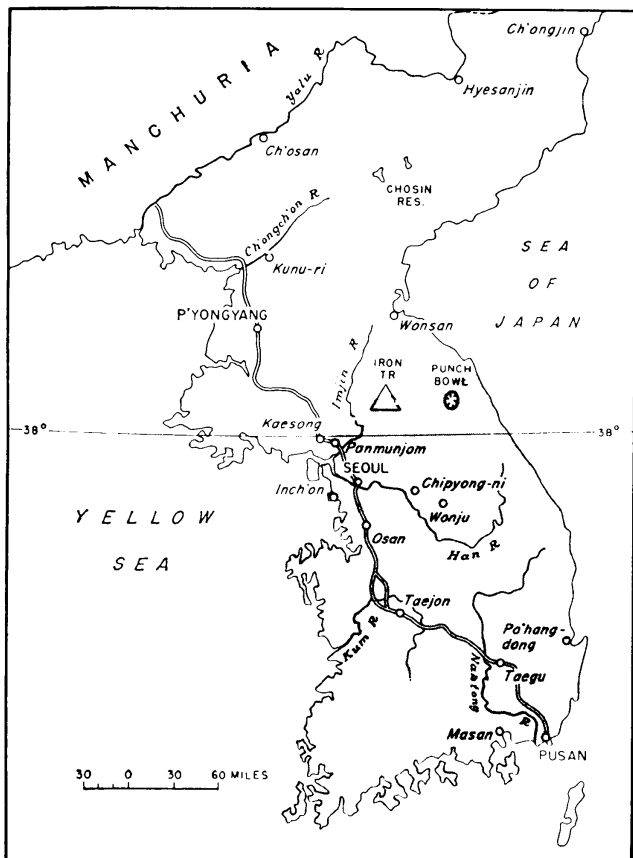 Ch'ongjin
MANCHURIA
Yalu R
Hyesanjin
Ch'osan
CHOSIN
RES.
Ch'ongch'on R
Kunu-ri
SEA
OF
JAPAN
P'YONGYANG
Wonsan
Imjin R
IRON
TR
PUNCH
BOWL
38°
38°
Kaesong
Panmunjom
SEOUL
Inch'on
Chipyong-ni
Wonju
YELLOW
SEA
Osan
Han R
Taejon
Kum R
Pa'hang-
dong
Taegu
Naktong
R
Masan
PUSAN
30 0 30 60 MILES